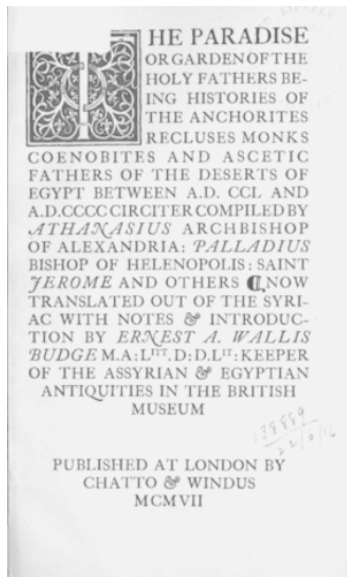 THE PARADISE
OR GARDEN OF THE
HOLY FATHERS BE-
ING HISTORIES OF
THE ANCHORITES
RECLUSES MONKS
COENOBITES AND ASCETIC
FATHERS OF THE DESERTS OF
EGYPT BETWEEN A.D. CCL AND
A.D.CCCC CIRCITER COMPILED BY
ATHANASIUS ARCHBISHOP
OF ALEXANDRIA: PALLADIUS
BISHOP OF HELENOPOLIS: SAINT
JEROME AND OTHERS ¶ NOW
TRANSLATED OUT OF THE SYRI-
AC WITH NOTES & INTRODUC-
TION BY ERNEST A. WALLIS
BUDGE M.A: LITT. D: D.LIT: KEEPER
OF THE ASSYRIAN & EGYPTIAN
ANTIQUITIES IN THE BRITISH
MUSEUM
138889
PUBLISHED AT LONDON BY
CHATTO & WINDUS
MCMVII